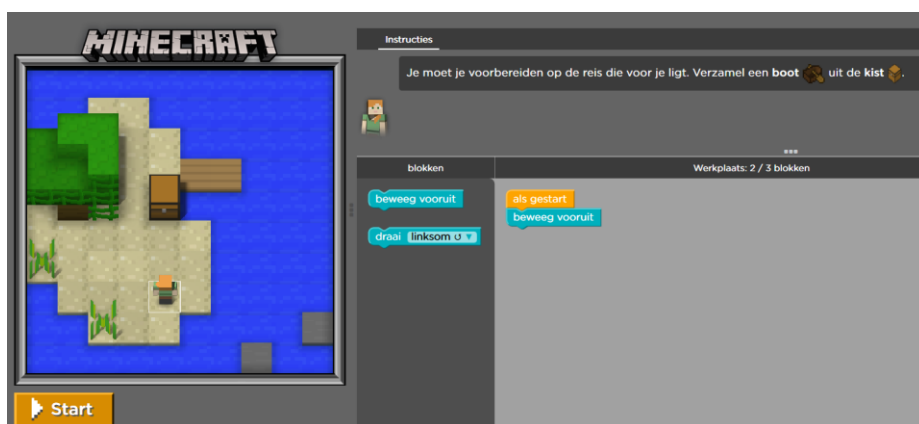 MINECRAFT
Instructies
Je moet je voorbereiden op de reis die voor je ligt. Verzamel een boot uit de kist .
blokken
Werkplaats: 2 / 3 blokken
beweeg vooruit
draai linksom ↺ ▼
als gestart
beweeg vooruit
Start